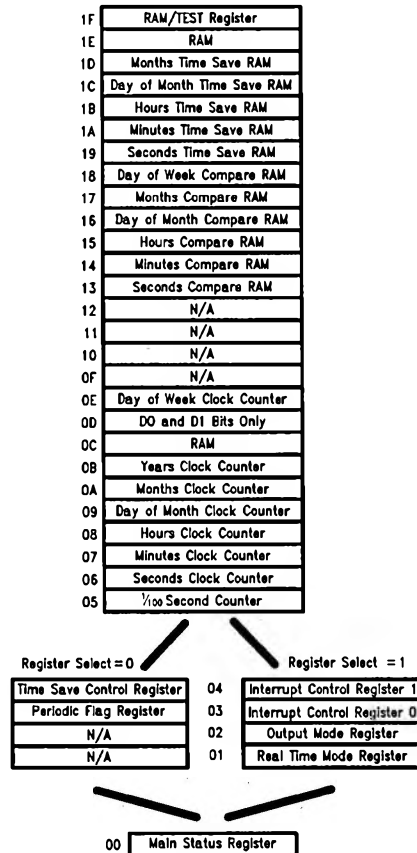 1F RAM/TEST Register
1E RAM
1D Months Time Save RAM
1C Day of Month Time Save RAM
1B Hours Time Save RAM
1A Minutes Time Save RAM
19 Seconds Time Save RAM
18 Day of Week Compare RAM
17 Months Compare RAM
16 Day of Month Compare RAM
15 Hours Compare RAM
14 Minutes Compare RAM
13 Seconds Compare RAM
12 N/A
11 N/A
10 N/A
0F N/A
0E Day of Week Clock Counter
0D D0 and D1 Bits Only
0C RAM
0B Years Clock Counter
0A Months Clock Counter
09 Day of Month Clock Counter
08 Hours Clock Counter
07 Minutes Clock Counter
06 Seconds Clock Counter
05 1/100 Second Counter
Register Select = 0 Register Select = 1
Time Save Control Register 04 Interrupt Control Register 1
Periodic Flag Register 03 Interrupt Control Register 0
N/A 02 Output Mode Register
N/A 01 Real Time Mode Register
00 Main Status Register